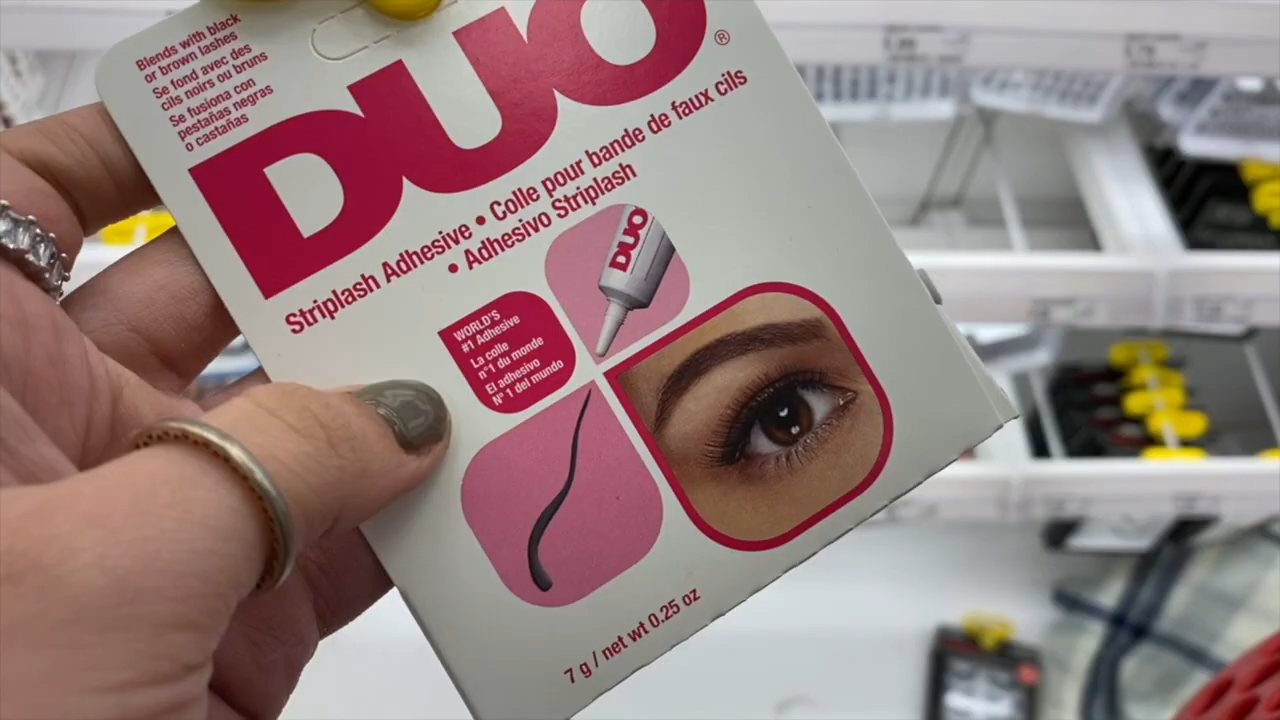 Blends with black
or brown lashes
Se fond avec des
cils noirs ou bruns
Se fusiona con
pestañas negras
o castañas
DUO®
Striplash Adhesive • Colle pour bande de faux cils
• Adhesivo Striplash
DUO
WORLD'S
#1 Adhesive
La colle
n°1 du monde
El adhesivo
N° 1 del mundo
7 g / net wt 0.25 oz